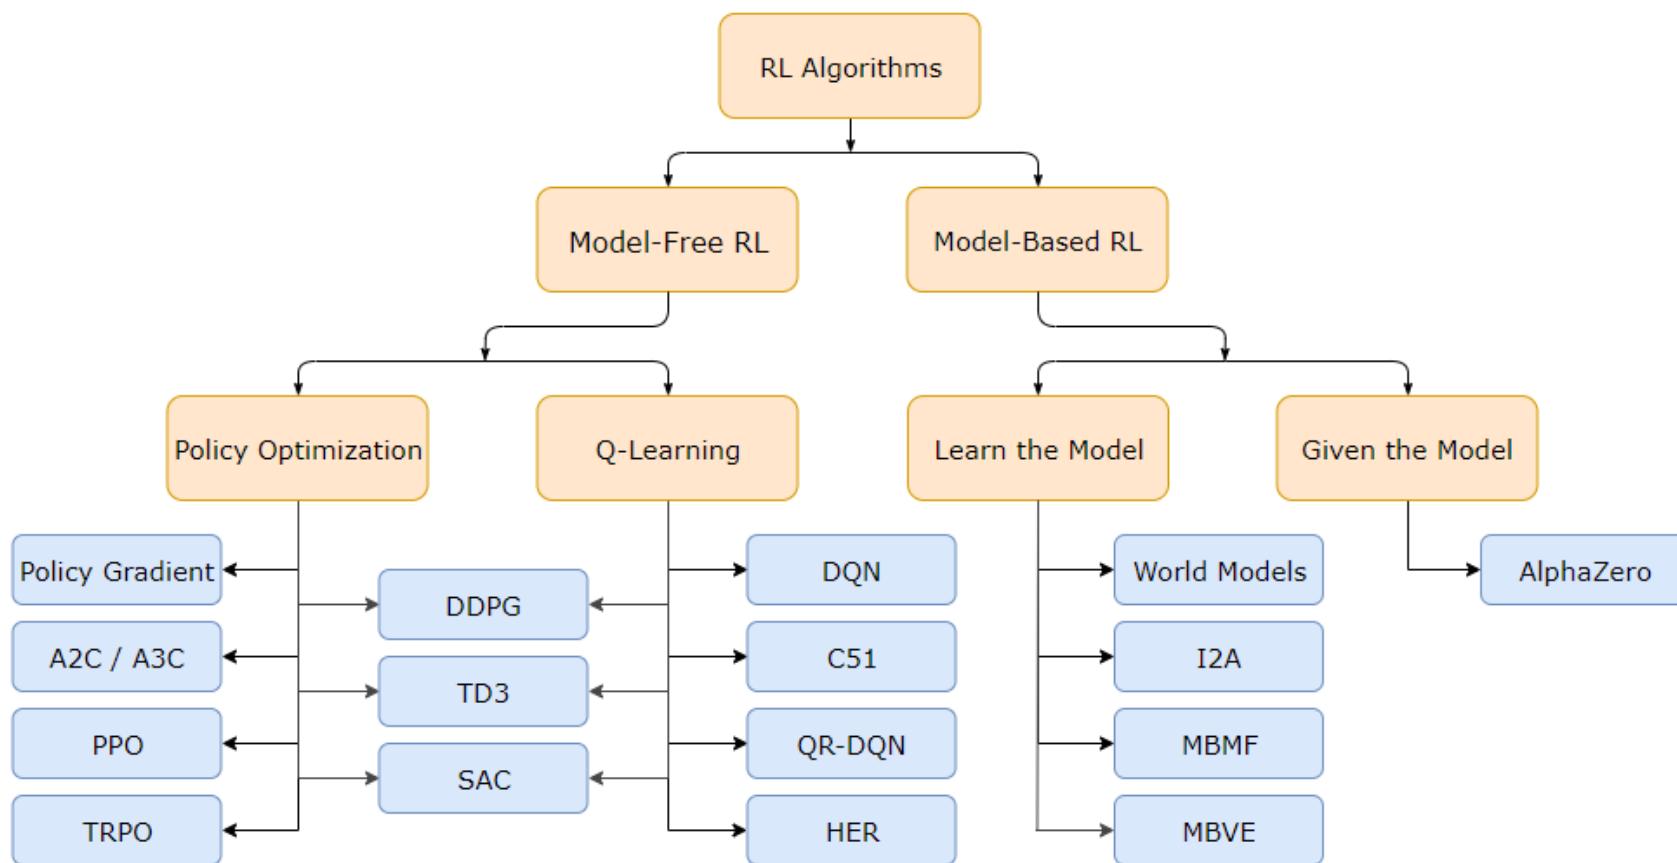 RL Algorithms
Model-Free RL
Model-Based RL
Policy Optimization
Q-Learning
Learn the Model
Given the Model
Policy Gradient
DDPG
DQN
World Models
AlphaZero
A2C / A3C
TD3
C51
I2A
PPO
SAC
QR-DQN
MBMF
TRPO
HER
MBVE